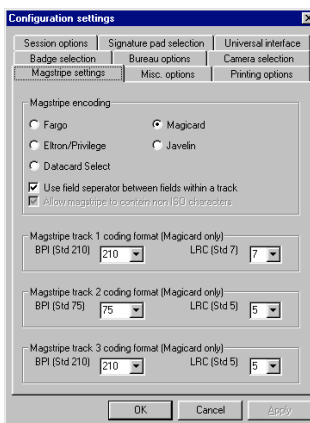 Configuration settings
Session options Signature pad selection Universal interface
Badge selection Bureau options Camera selection
Magstripe settings Misc. options Printing options
Magstripe encoding
Fargo Magicard
Eltron/Privilege Javelin
Datacard Select
Use field seperator between fields within a track
Allow magstripe to contain non ISO characters
Magstripe track 1 coding format (Magicard only)
BPI (Std 210) 210 LRC (Std 7) 7
Magstripe track 2 coding format (Magicard only)
BPI (Std 75) 75 LRC (Std 5) 5
Magstripe track 3 coding format (Magicard only)
BPI (Std 210) 210 LRC (Std 5) 5
OK Cancel Apply